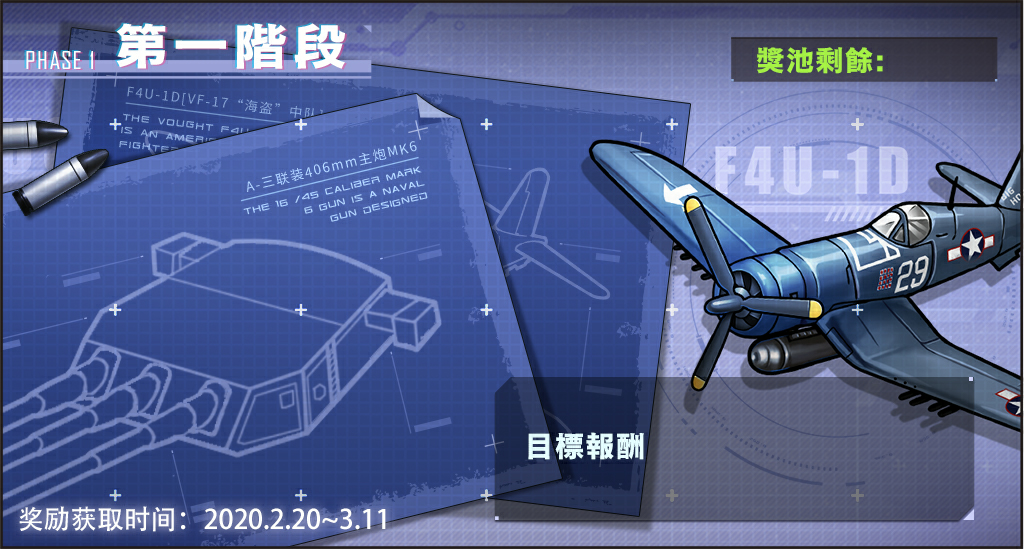 PHASE 1 第一階段
獎池剩餘:
F4U-1D[VF-17“海盗”中队
THE VOUGHT F4U
IS AN AMERI
FIGHTE
A-三联装406mm主炮MK6
THE 16 /45 CALIBER MARK
6 GUN IS A NAVAL
GUN DESIGNED
F4U-1D
29
目標報酬
奖励获取时间：2020.2.20~3.11